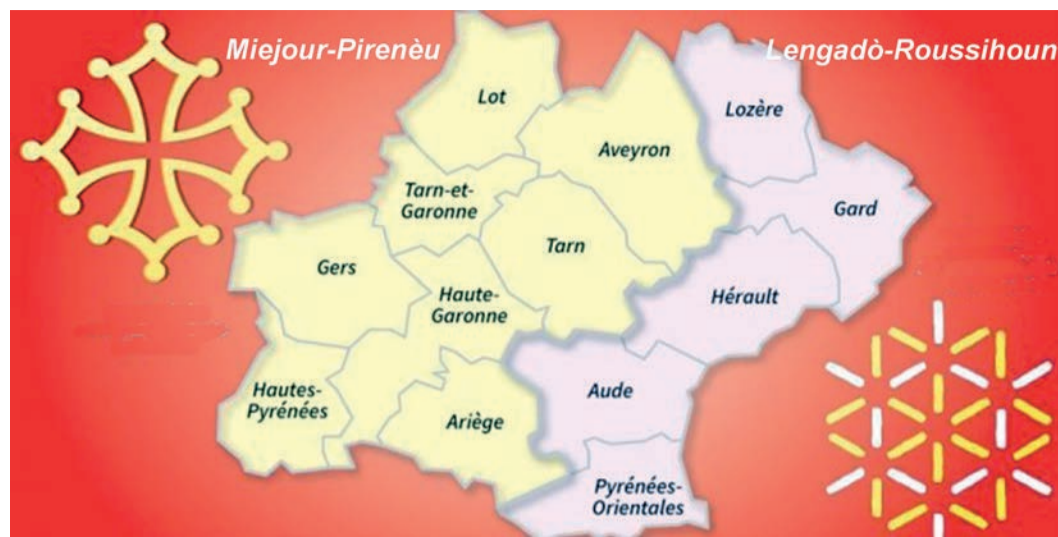 Miejour-Pirenèu
Lengadò-Roussihoun
Lot
Lozère
Aveyron
Tarn-et-
Garonne
Gard
Tarn
Gers
Haute-
Garonne
Hérault
Hautes-
Pyrénées
Aude
Ariège
Pyrénées-
Orientales